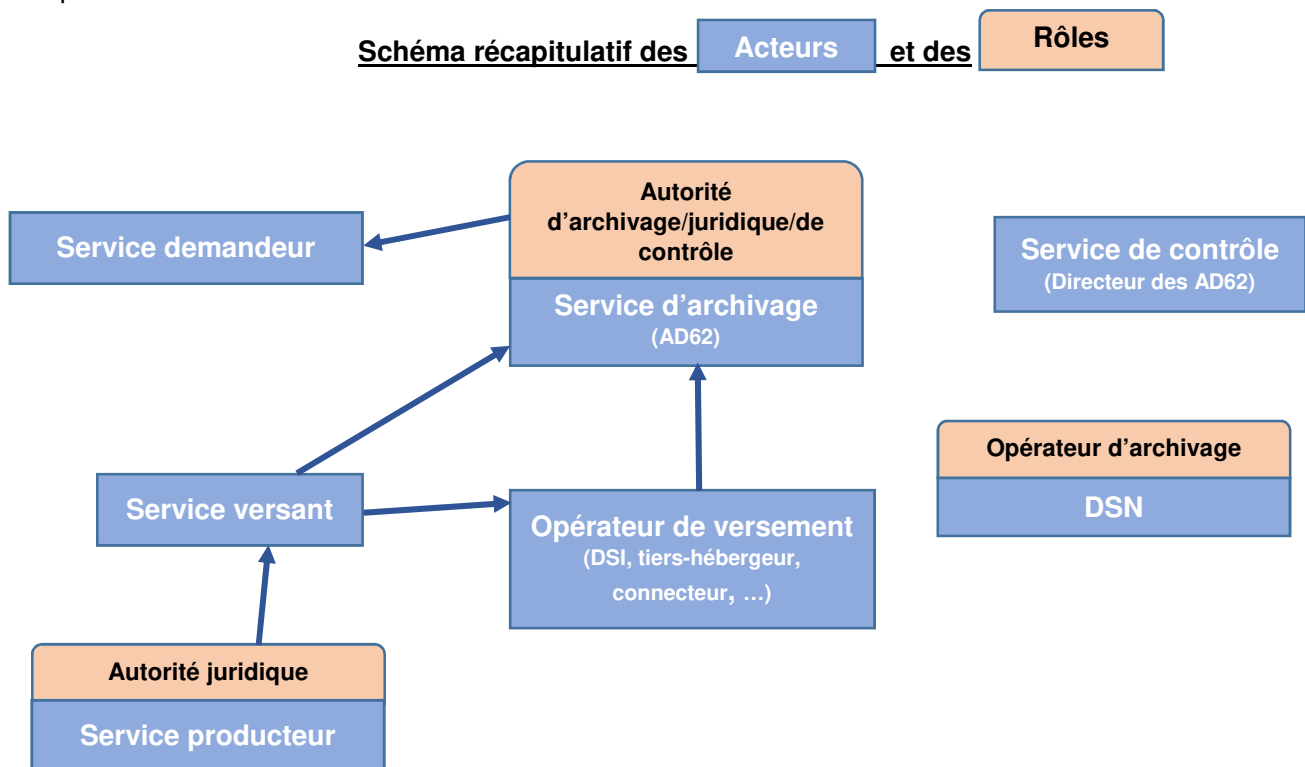 Schéma récapitulatif des Acteurs et des Rôles
Autorité
d'archivage/juridique/de
contrôle
Service demandeur
Service d'archivage
(AD62)
Service de contrôle
(Directeur des AD62)
Opérateur d'archivage
DSN
Service versant
Opérateur de versement
(DSI, tiers-hébergeur,
connecteur, …)
Autorité juridique
Service producteur